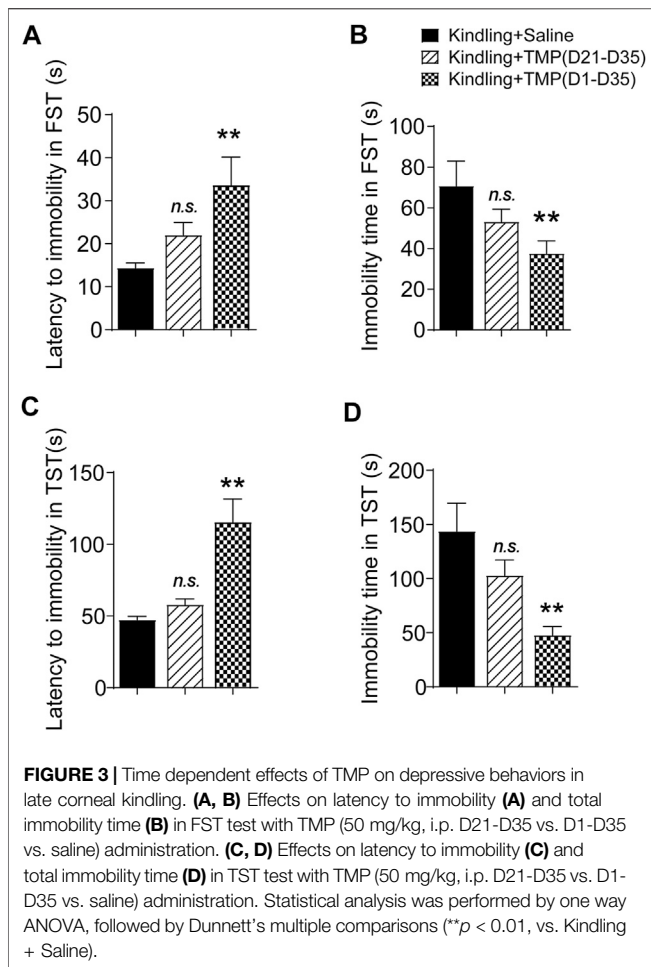 A
B
Kindling+Saline
Kindling+TMP(D21-D35)
Kindling+TMP(D1-D35)
Latency to immobility in FST (s)
50
40
30
20
10
0
n.s.
**
Immobility time in FST (s)
100
80
60
40
20
0
n.s.
**
C
D
Latency to immobility in TST(s)
150
100
50
0
n.s.
**
Immobility time in TST (s)
200
150
100
50
0
n.s.
**
FIGURE 3 | Time dependent effects of TMP on depressive behaviors in
late corneal kindling. (A, B) Effects on latency to immobility (A) and total
immobility time (B) in FST test with TMP (50 mg/kg, i.p. D21-D35 vs. D1-D35
vs. saline) administration. (C, D) Effects on latency to immobility (C) and
total immobility time (D) in TST test with TMP (50 mg/kg, i.p. D21-D35 vs. D1-
D35 vs. saline) administration. Statistical analysis was performed by one way
ANOVA, followed by Dunnett's multiple comparisons (**p < 0.01, vs. Kindling
+ Saline).